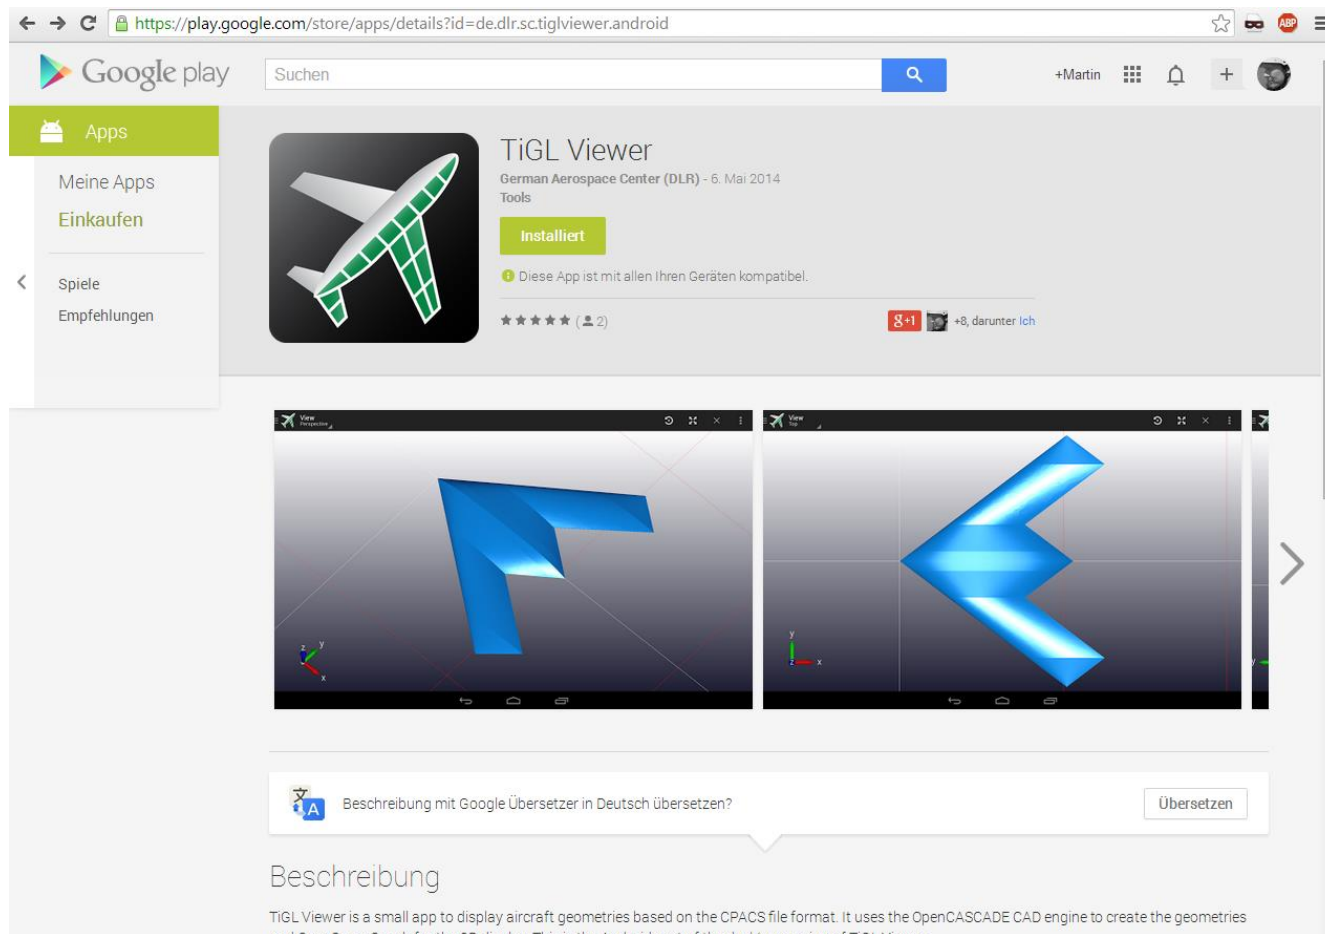 https://play.google.com/store/apps/details?id=de.dlr.sc.tiglviewer.android
ABP
Google play
Suchen
+Martin
Apps
Meine Apps
Einkaufen
Spiele
Empfehlungen
TiGL Viewer
German Aerospace Center (DLR) - 6. Mai 2014
Tools
Installiert
Diese App ist mit allen Ihren Geräten kompatibel.
(2)
g+1
+8, darunter Ich
View
Perspective
z y
x
View
Top
y
z x
y
Beschreibung mit Google Übersetzer in Deutsch übersetzen?
Übersetzen
Beschreibung
TiGL Viewer is a small app to display aircraft geometries based on the CPACS file format. It uses the OpenCASCADE CAD engine to create the geometries